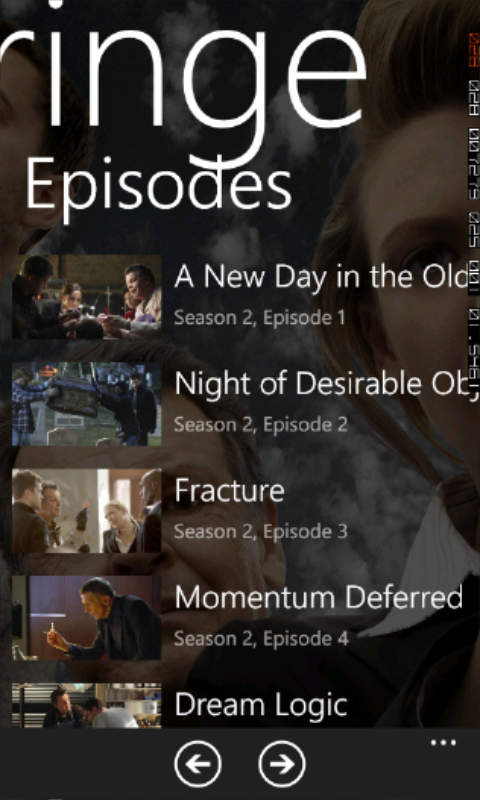 ringe
Episodes
A New Day in the Old
Season 2, Episode 1
Night of Desirable Ob
Season 2, Episode 2
Fracture
Season 2, Episode 3
Momentum Deferred
Season 2, Episode 4
Dream Logic